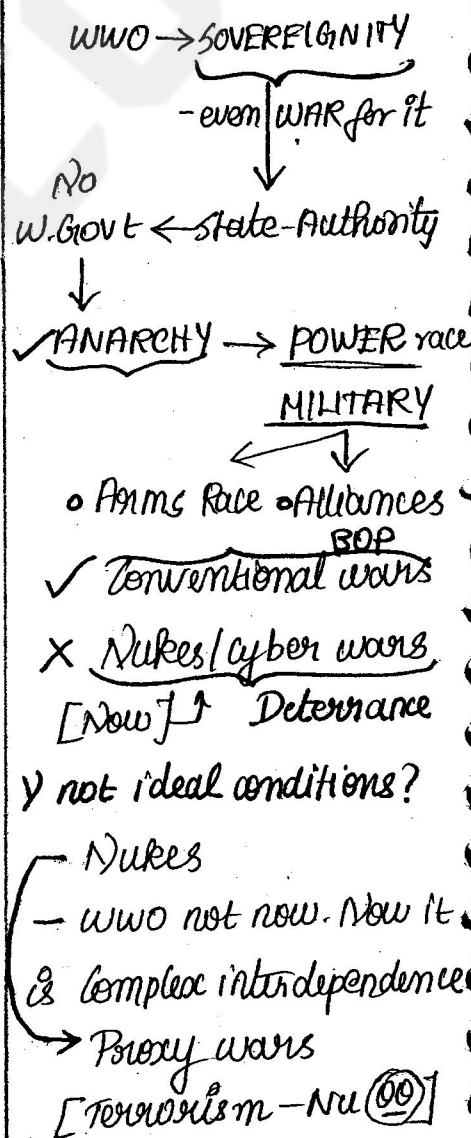 WWO → SOVEREIGNITY
- even WAR for it
No
W.Govt ← state-Authority
✓ ANARCHY → POWER race
MILITARY
• Arms Race • Alliances
BOP
✓ Conventional wars
X Nukes/cyber wars
[Now] Deterrance
Y not ideal conditions?
- Nukes
- WWO not now. Now it
is Complex interdependence
→ Proxy wars
[Terrorism - Nu